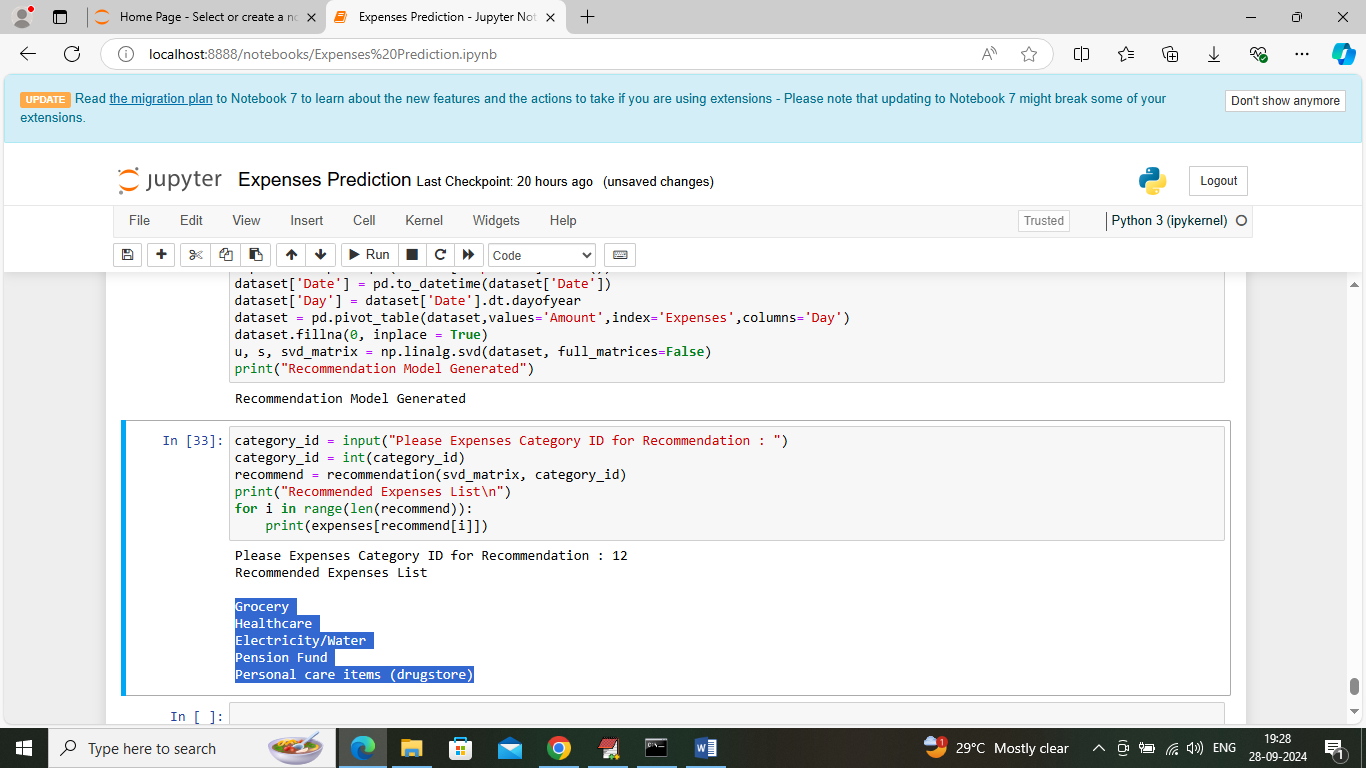 Home Page - Select or create a no
Expenses Prediction - Jupyter Not
localhost:8888/notebooks/Expenses%20Prediction.ipynb
UPDATE Read the migration plan to Notebook 7 to learn about the new features and the actions to take if you are using extensions - Please note that updating to Notebook 7 might break some of your
extensions.
Don't show anymore
jupyter Expenses Prediction Last Checkpoint: 20 hours ago (unsaved changes)
Logout
File Edit View Insert Cell Kernel Widgets Help
Trusted
Python 3 (ipykernel)
Run
Code
dataset['Date'] = pd.to_datetime(dataset['Date'])
dataset['Day'] = dataset['Date'].dt.dayofyear
dataset = pd.pivot_table(dataset,values='Amount',index='Expenses',columns='Day')
dataset.fillna(0, inplace = True)
u, s, svd_matrix = np.linalg.svd(dataset, full_matrices=False)
print("Recommendation Model Generated")
Recommendation Model Generated
In [33]: category_id = input("Please Expenses Category ID for Recommendation : ")
category_id = int(category_id)
recommend = recommendation(svd_matrix, category_id)
print("Recommended Expenses List\n")
for i in range(len(recommend)):
    print(expenses[recommend[i]])
Please Expenses Category ID for Recommendation : 12
Recommended Expenses List
Grocery
Healthcare
Electricity/Water
Pension Fund
Personal care items (drugstore)
In [ ]:
Type here to search
1
29°C Mostly clear
ENG
19:28
28-09-2024
1